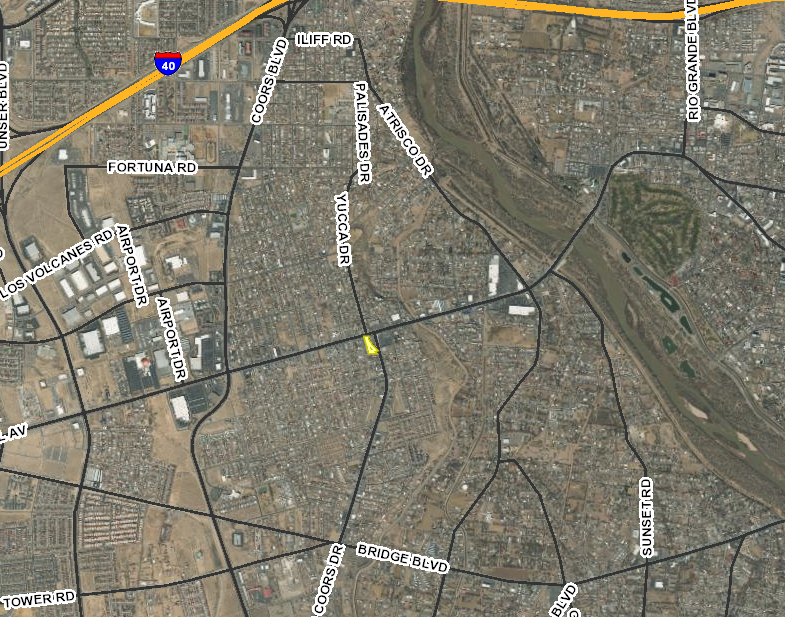 RIO GRANDE BLVD
ILIFF RD
40
COORS BLVD
UNSER BLVD
PALISADES DR
ATRISCO DR
FORTUNA RD
YUCCA DR
LOS VOLCANES RD
AIRPORT DR
AIRPORT DR
L AV
SUNSET RD
BRIDGE BLVD
COORS DR
TOWER RD
BLVD